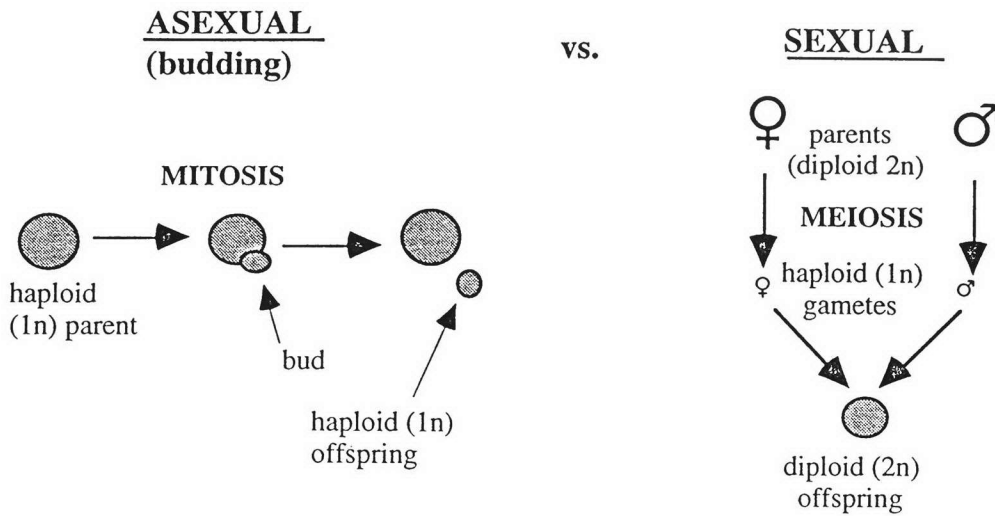 ASEXUAL
(budding)
vs.
SEXUAL
MITOSIS
haploid
(1n) parent
bud
haploid (1n)
offspring
parents
(diploid 2n)
MEIOSIS
haploid (1n)
gametes
diploid (2n)
offspring